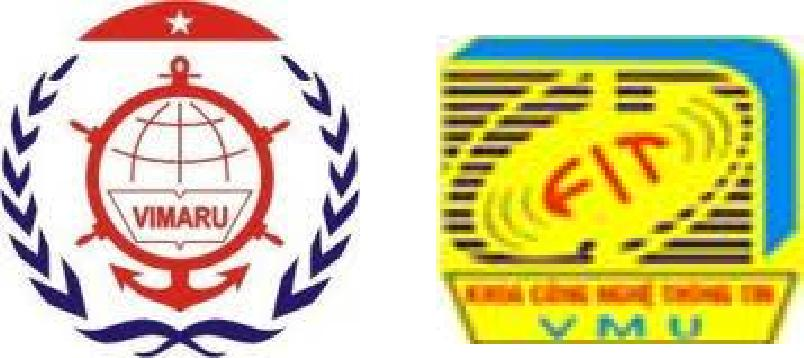 VIMARU
FIT
KHOA CÔNG NGHỆ THÔNG TIN
VMU